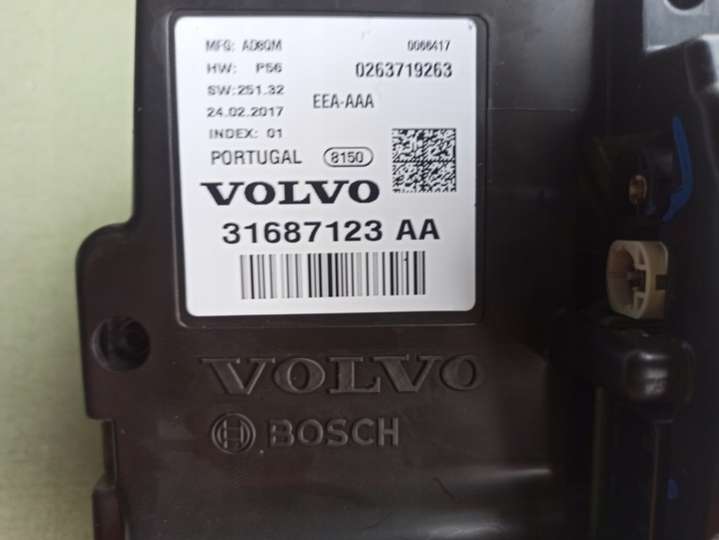 MFG: AD8QM 0066417
HW: P56 0263719263
SW:251.32
24.02.2017 EEA-AAA
INDEX: 01
PORTUGAL 8150
VOLVO
31687123 AA
VOLVO
BOSCH